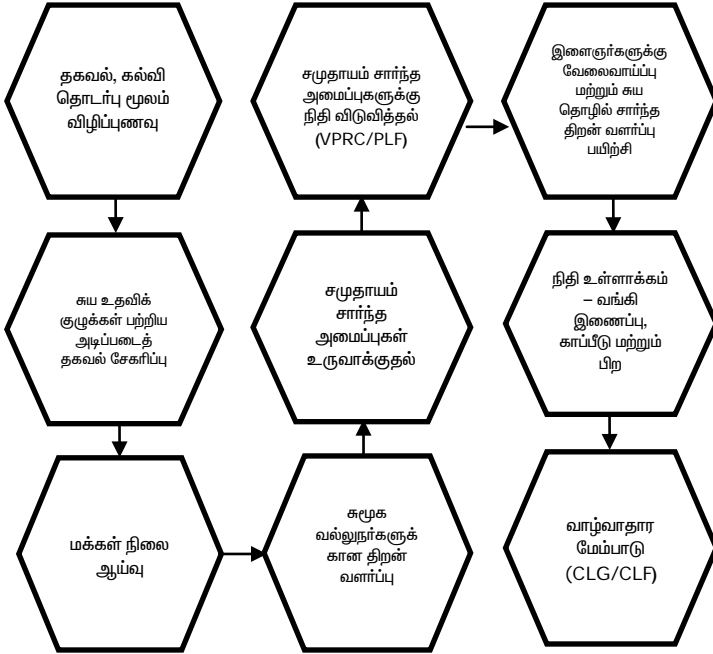 தகவல், கல்வி
தொடர்பு மூலம்
விழிப்புணவு
சுய உதவிக்
குழுக்கள் பற்றிய
அடிப்படைத்
தகவல் சேகரிப்பு
மக்கள் நிலை
ஆய்வு
சுமூக
வல்லுநர்களுக்
கான திறன்
வளர்ப்பு
சமுதாயம்
சார்ந்த
அமைப்புகள்
உருவாக்குதல்
சமுதாயம் சார்ந்த
அமைப்புகளுக்கு
நிதி விடுவித்தல்
(VPRC/PLF)
இளைஞர்களுக்கு
வேலைவாய்ப்பு
மற்றும் சுய
தொழில் சார்ந்த
திறன் வளர்ப்பு
பயிற்சி
நிதி உள்ளாக்கம்
– வங்கி
இணைப்பு,
காப்பீடு மற்றும்
பிற
வாழ்வாதார
மேம்பாடு
(CLG/CLF)